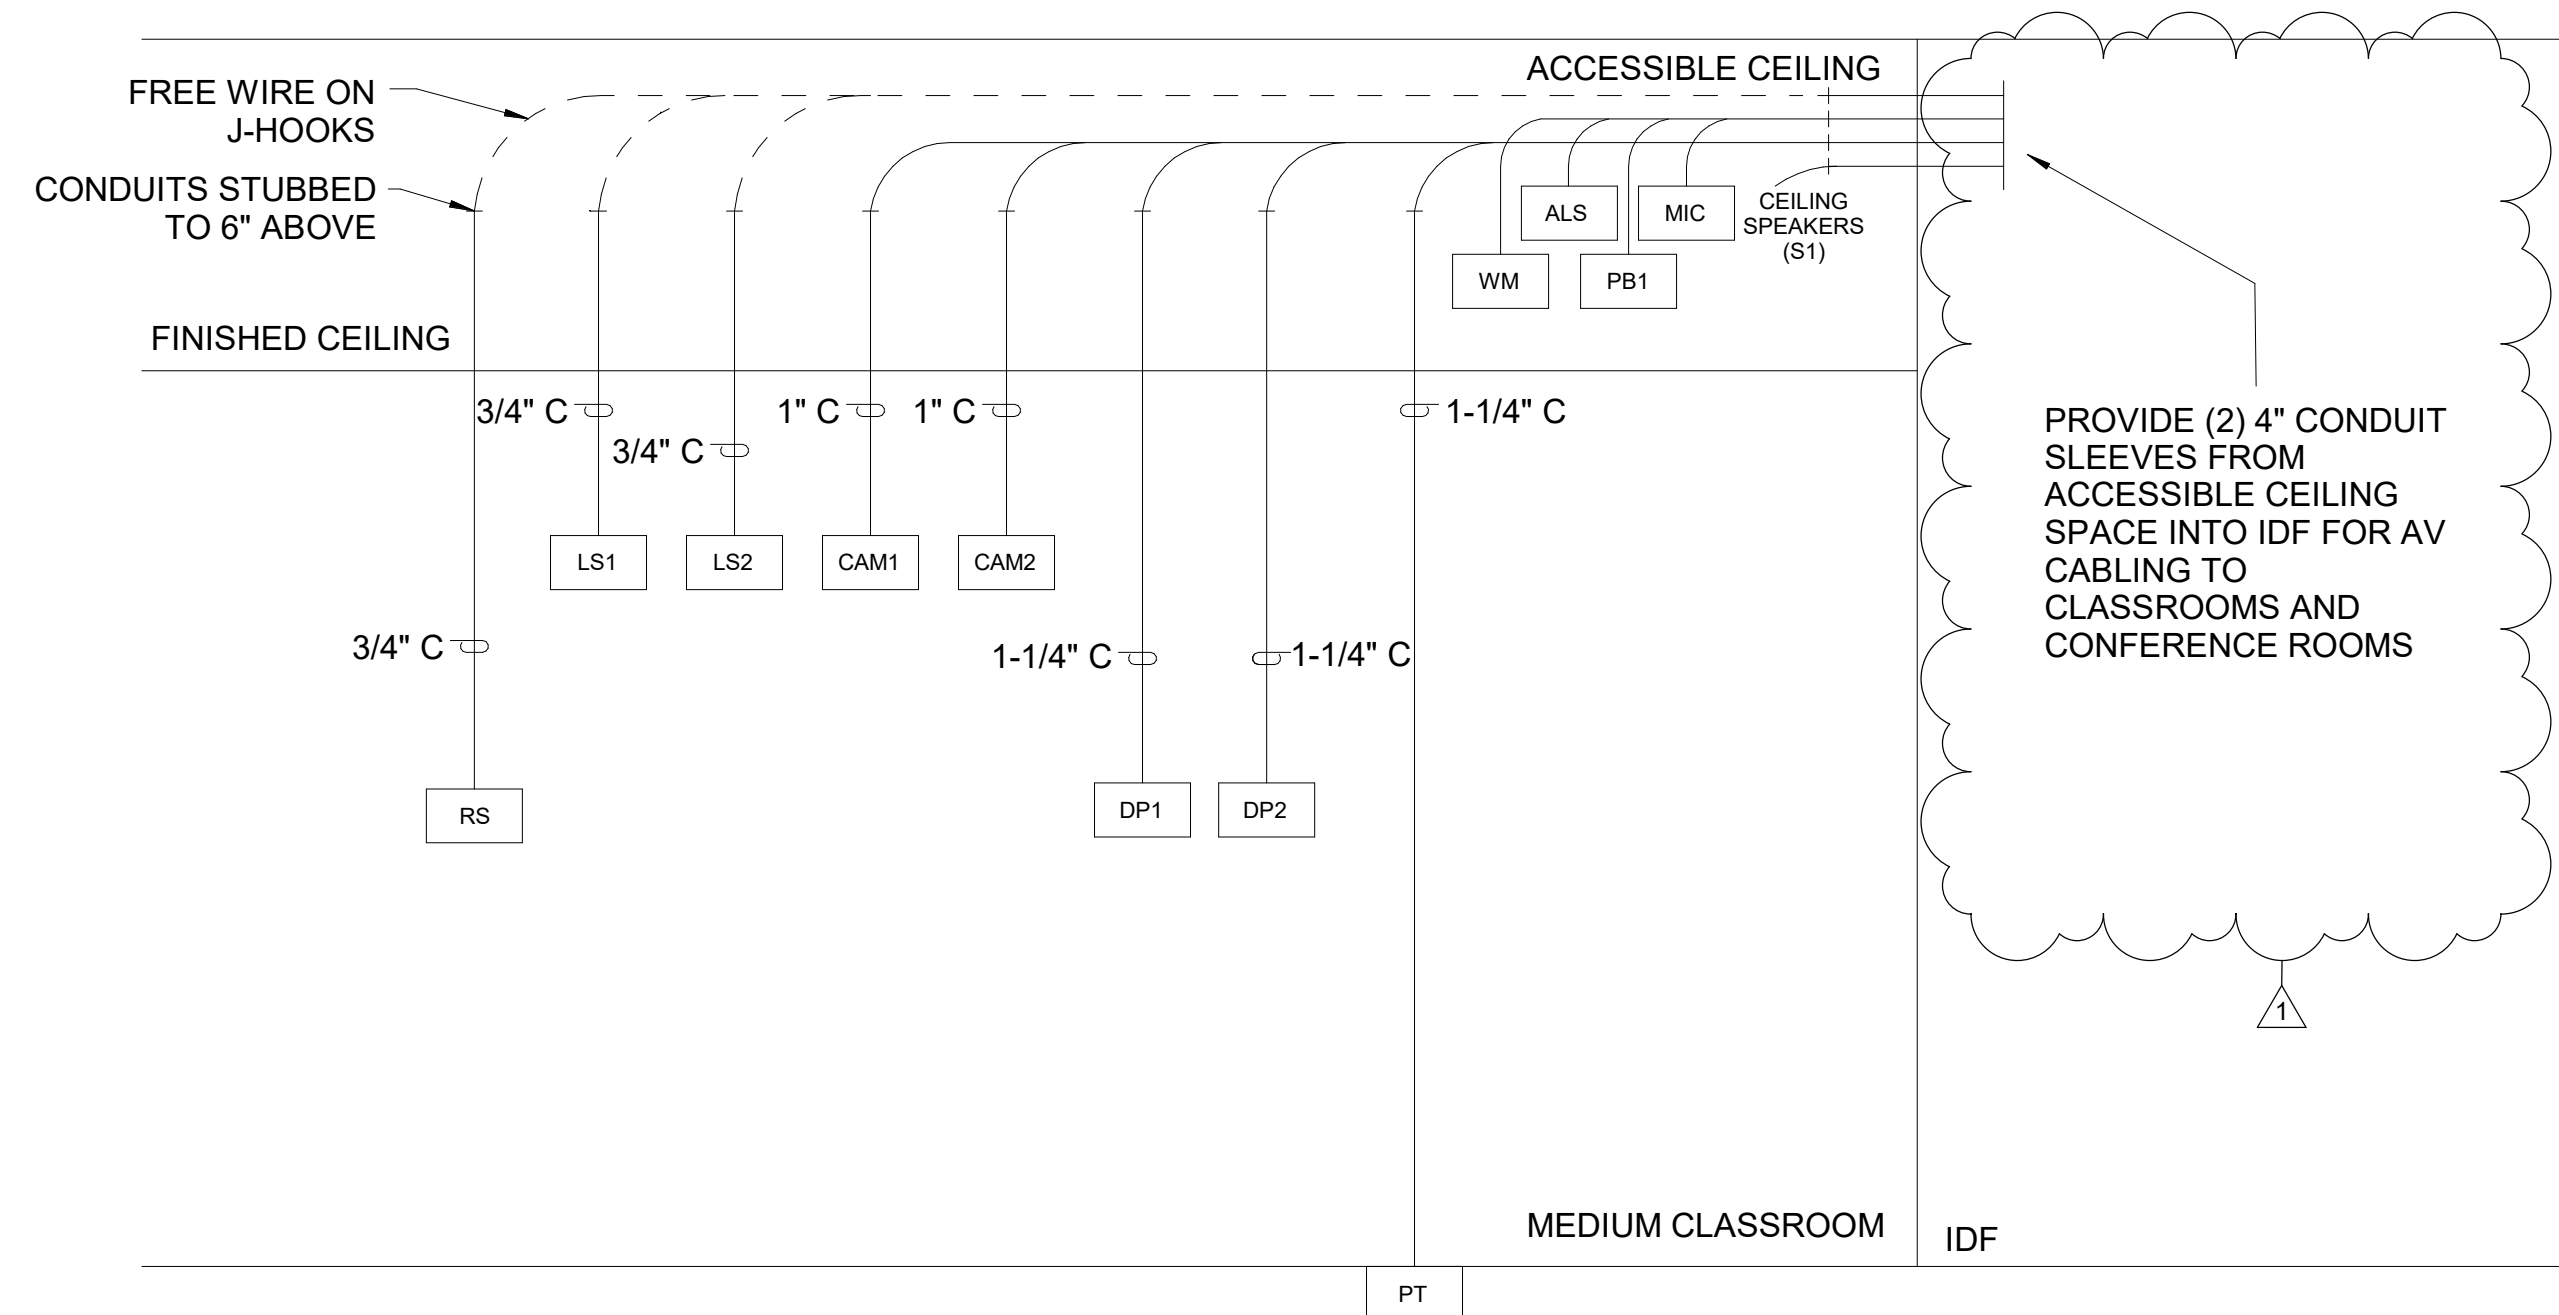 ACCESSIBLE CEILING
FREE WIRE ON
J-HOOKS
CONDUITS STUBBED
TO 6" ABOVE
ALS
MIC
CEILING
SPEAKERS
(S1)
WM
PB1
FINISHED CEILING
3/4" C
1" C
1" C
1-1/4" C
3/4" C
PROVIDE (2) 4" CONDUIT
SLEEVES FROM
ACCESSIBLE CEILING
SPACE INTO IDF FOR AV
CABLING TO
CLASSROOMS AND
CONFERENCE ROOMS
LS1
LS2
CAM1
CAM2
3/4" C
1-1/4" C
1-1/4" C
RS
DP1
DP2
1
MEDIUM CLASSROOM
IDF
PT